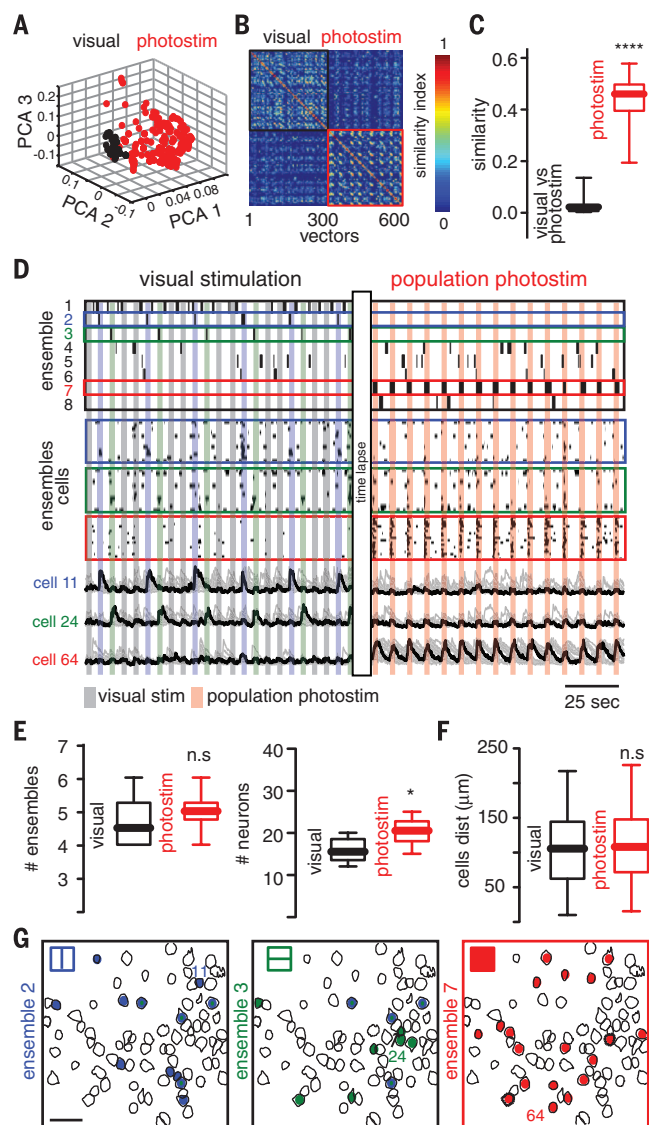 A
visual photostim
PCA 3
0.2
0.1
0
-0.1
PCA 2
0.1
0
-0.1
PCA 1
0
0.04
0.08
B
visual photostim
1 300 600
vectors
similarity index
1
0
C
similarity
0.6
0.4
0.2
0.0
visual vs
photostim
photostim
****
D
visual stimulation
population photostim
ensemble
1
2
3
4
5
6
7
8
ensembles
cells
time lapse
cell 11
cell 24
cell 64
visual stim
population photostim
25 sec
E
# ensembles
7
6
5
4
3
2
visual
photostim
n.s
# neurons
40
30
20
10
0
visual
photostim
*
F
cells dist (µm)
250
150
50
visual
photostim
n.s
G
ensemble 2
11
ensemble 3
24
ensemble 7
64